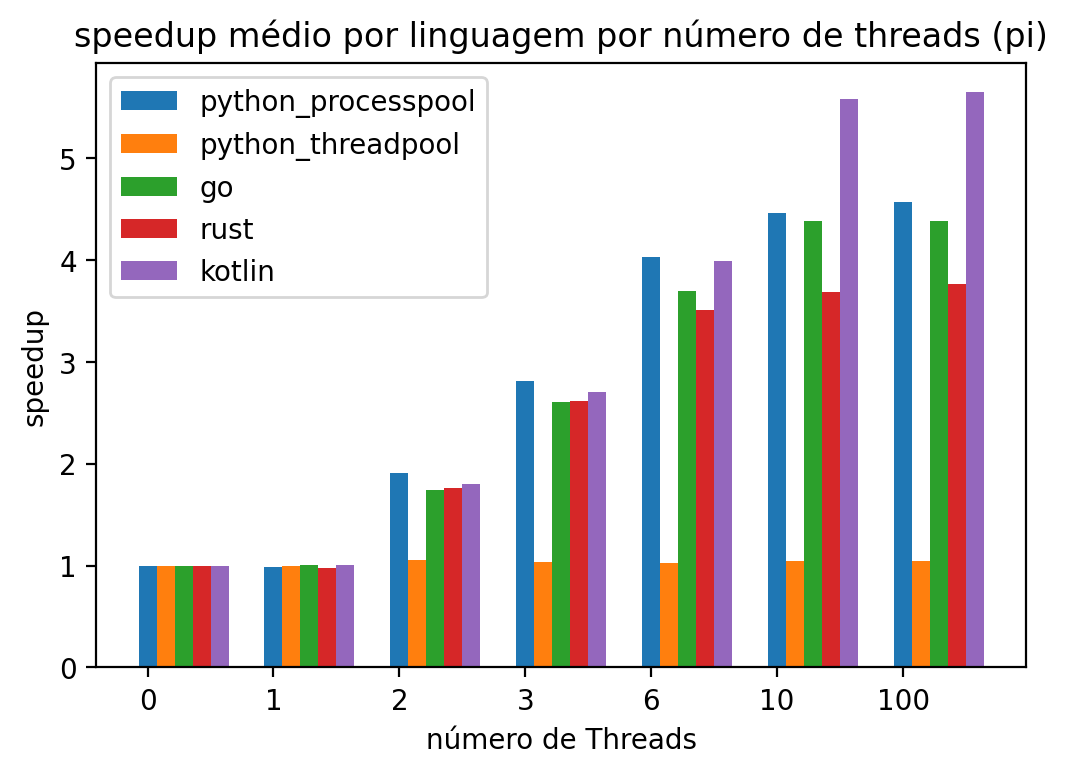 speedup médio por linguagem por número de threads (pi)
python_processpool
python_threadpool
go
rust
kotlin
5
4
3
2
1
0
speedup
0 1 2 3 6 10 100
número de Threads